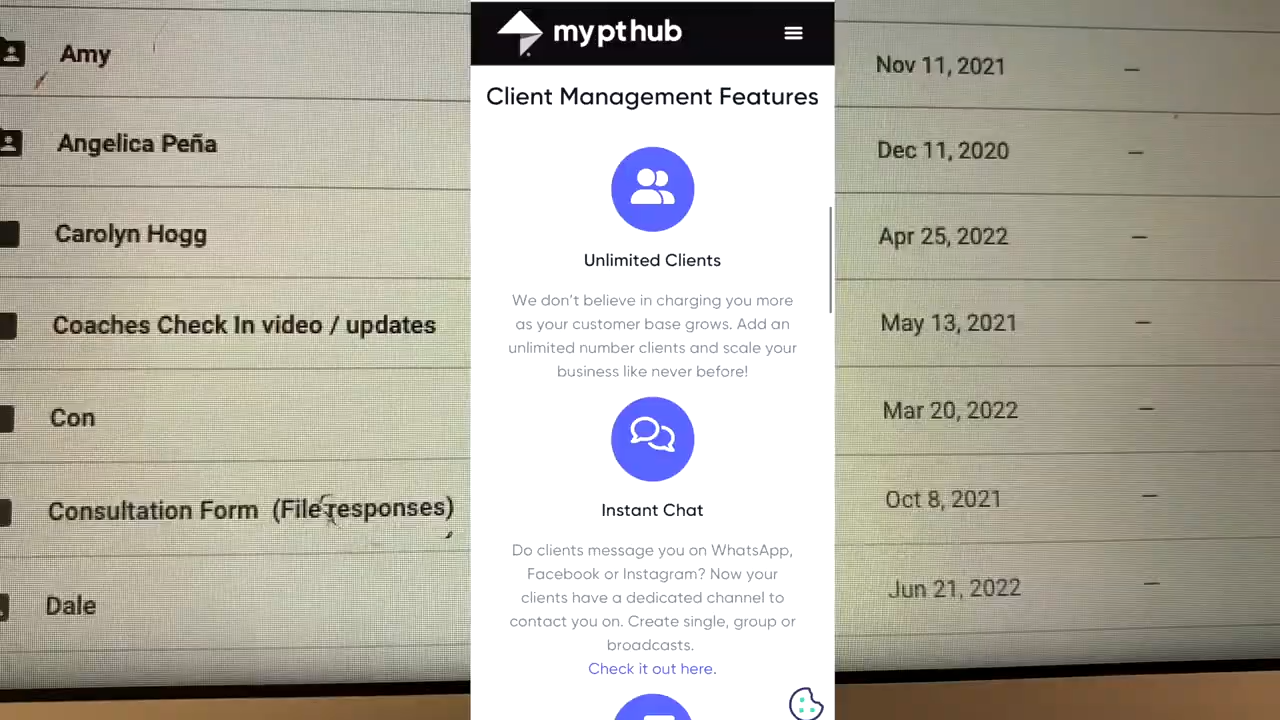 Amy
Nov 11, 2021
—
Angelica Peña
Dec 11, 2020
—
Carolyn Hogg
Apr 25, 2022
—
Coaches Check In video / updates
May 13, 2021
—
Con
Mar 20, 2022
—
Consultation Form (File responses)
Oct 8, 2021
—
Dale
Jun 21, 2022
—
mypthub
Client Management Features
Unlimited Clients
We don’t believe in charging you more
as your customer base grows. Add an
unlimited number clients and scale your
business like never before!
Instant Chat
Do clients message you on WhatsApp,
Facebook or Instagram? Now your
clients have a dedicated channel to
contact you on. Create single, group or
broadcasts.
Check it out here.